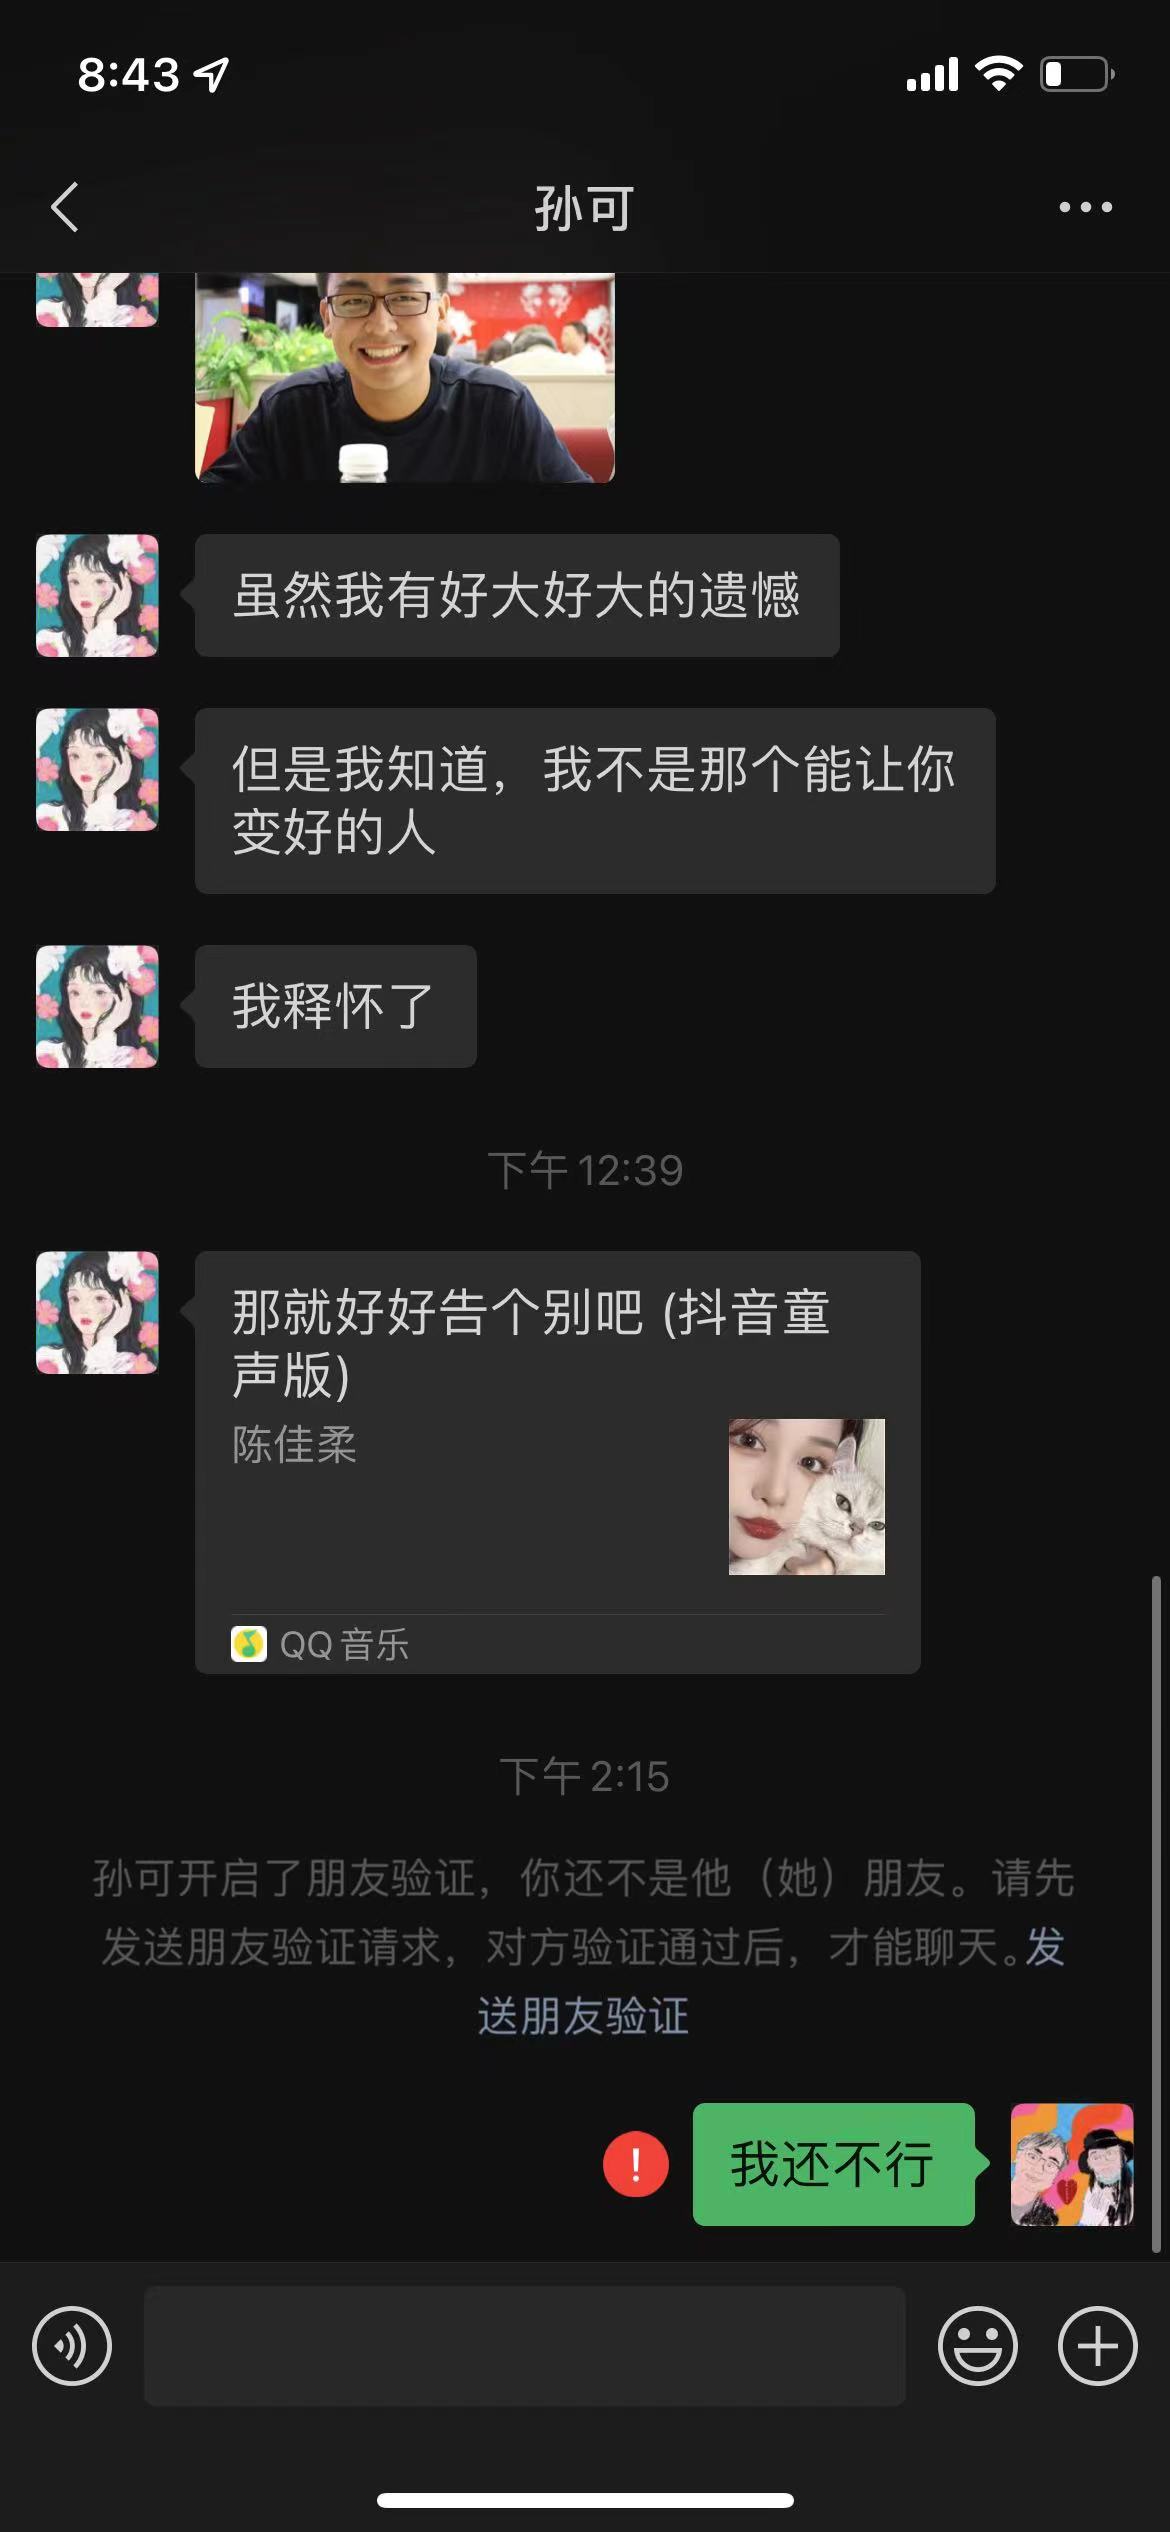 8:43
孙可
虽然我有好大好大的遗憾
但是我知道，我不是那个能让你
变好的人
我释怀了
下午 12:39
那就好好告个别吧 (抖音童
声版)
陈佳柔
QQ 音乐
下午 2:15
孙可开启了朋友验证，你还不是他（她）朋友。请先
发送朋友验证请求，对方验证通过后，才能聊天。发
送朋友验证
! 我还不行